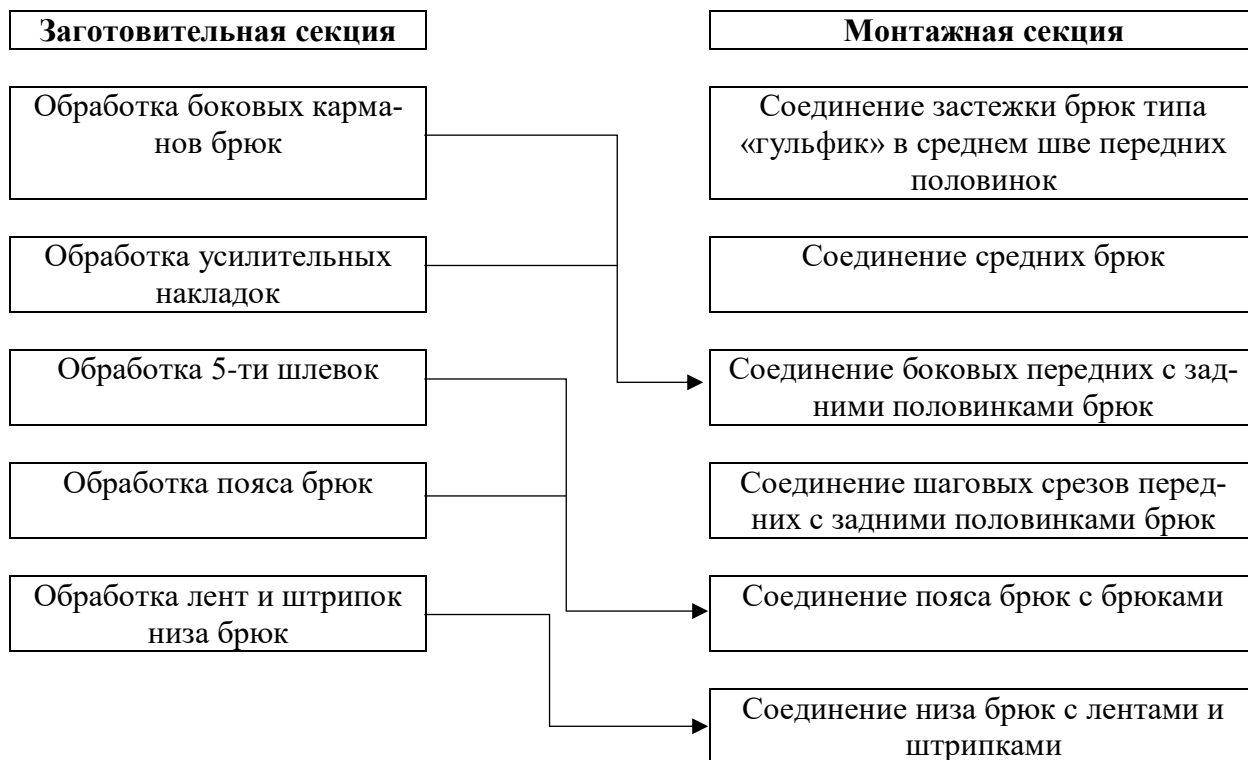 Заготовительная секция
Монтажная секция
Обработка боковых карма-
нов брюк
Соединение застежки брюк типа
«гульфик» в среднем шве передних
половинок
Обработка усилительных
накладок
Соединение средних брюк
Обработка 5-ти шлевок
Соединение боковых передних с зад-
ними половинками брюк
Обработка пояса брюк
Соединение шаговых срезов перед-
них с задними половинками брюк
Обработка лент и штрипок
низа брюк
Соединение пояса брюк с брюками
Соединение низа брюк с лентами и
штрипками